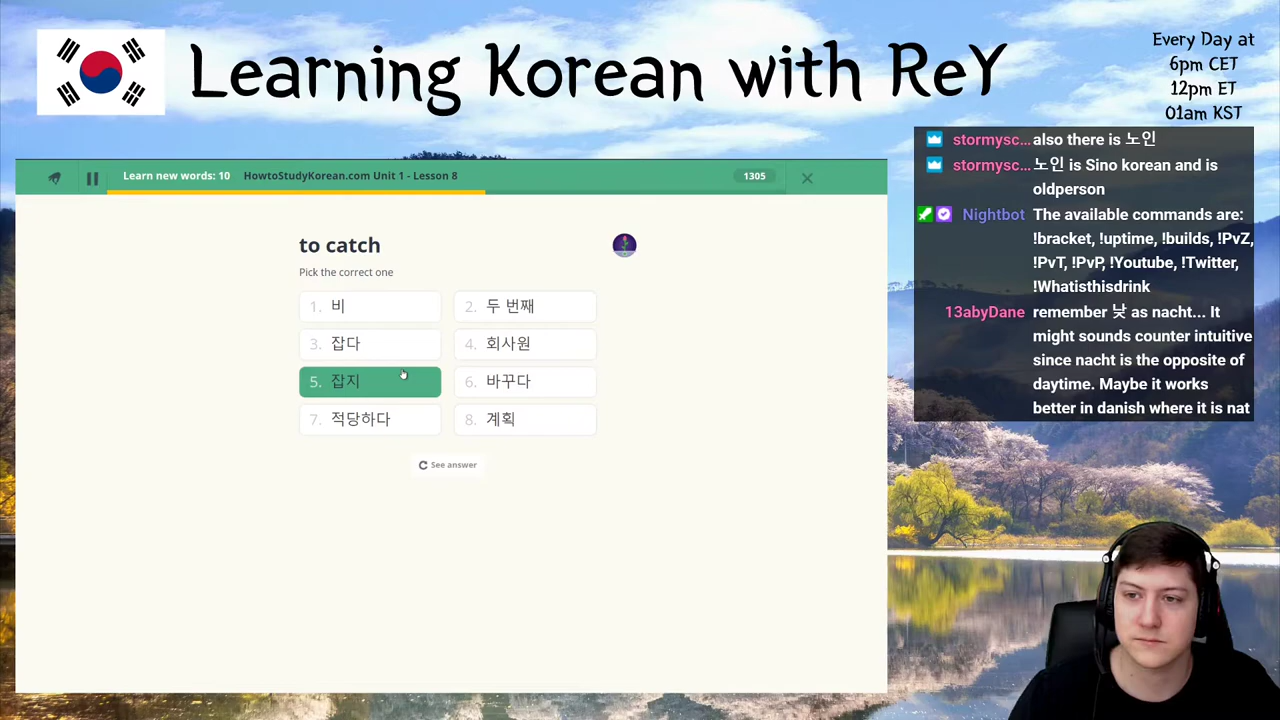 Learning Korean with ReY
Every Day at
6pm CET
12pm ET
01am KST
Learn new words: 10
HowtoStudyKorean.com Unit 1 - Lesson 8
1305
to catch
Pick the correct one
1. 비
2. 두 번째
3. 잡다
4. 회사원
5. 잡지
6. 바꾸다
7. 적당하다
8. 계획
See answer
stormysc... also there is 노인
stormysc... 노인 is Sino korean and is
oldperson
Nightbot The available commands are:
!bracket, !uptime, !builds, !PvZ,
!PvT, !PvP, !Youtube, !Twitter,
!Whatisthisdrink
13abyDane remember 낮 as nacht... It
might sounds counter intuitive
since nacht is the opposite of
daytime. Maybe it works
better in danish where it is nat